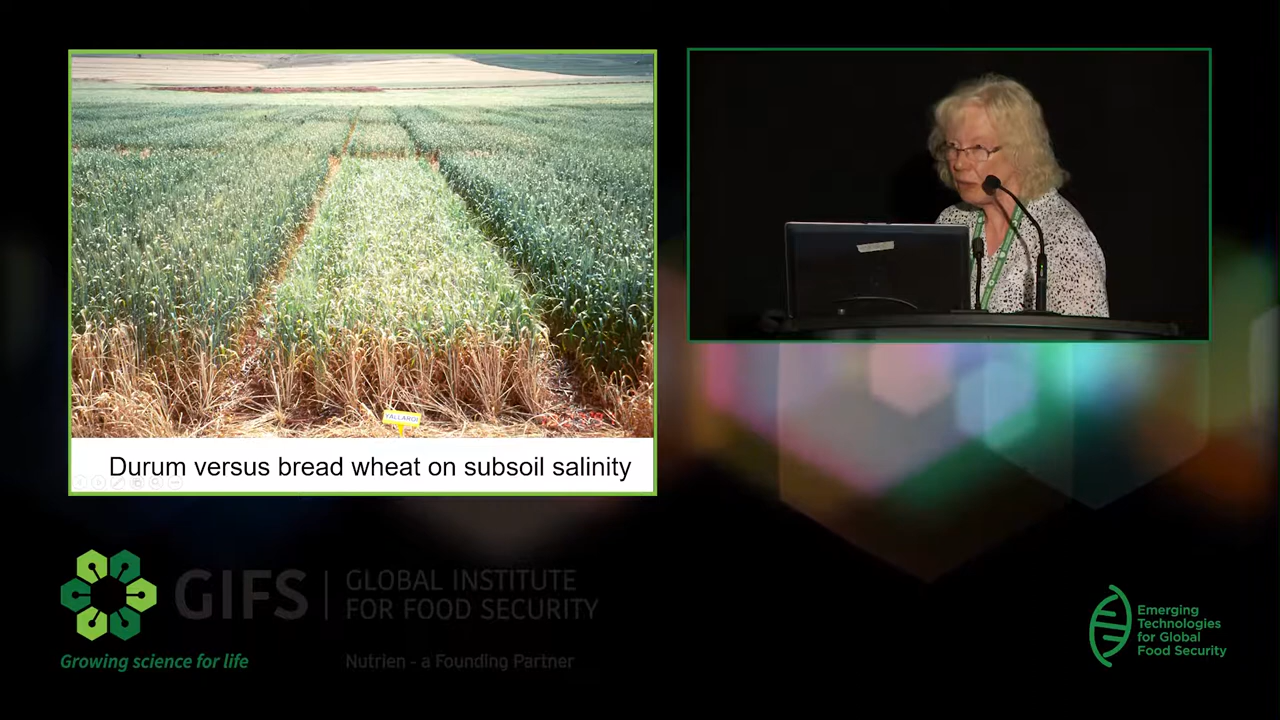 YALLAROI
Durum versus bread wheat on subsoil salinity
GIFS
GLOBAL INSTITUTE
FOR FOOD SECURITY
Growing science for life
Nutrien - a Founding Partner
Emerging
Technologies
for Global
Food Security